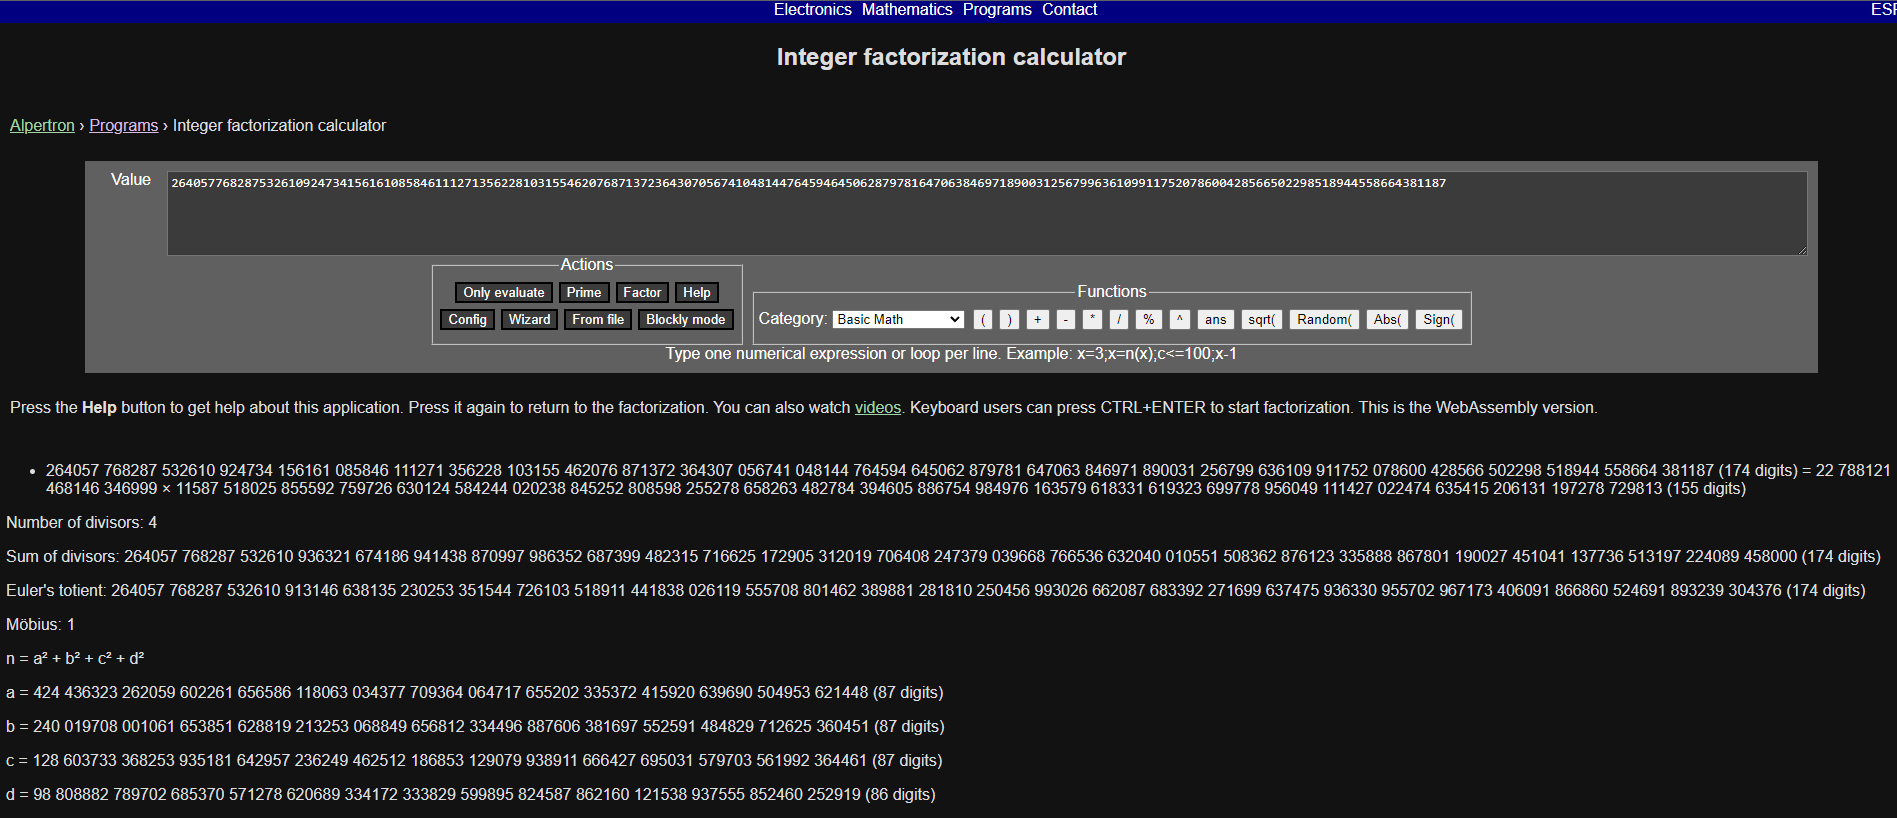 Electronics Mathematics Programs Contact
ESP
Integer factorization calculator
Alpertron › Programs › Integer factorization calculator
Value
264057768287532610924734156161085846111271356228103155462076871372364307056741048144764594645062879781647063846971890031256799636109911752078600428566502298518944558664381187
Actions
Functions
Only evaluate Prime Factor Help
Category: Basic Math ( ) + - * / % ^ ans sqrt( Random( Abs( Sign(
Config Wizard From file Blockly mode
Type one numerical expression or loop per line. Example: x=3;x=n(x);c<=100;x-1
Press the Help button to get help about this application. Press it again to return to the factorization. You can also watch videos. Keyboard users can press CTRL+ENTER to start factorization. This is the WebAssembly version.
• 264057 768287 532610 924734 156161 085846 111271 356228 103155 462076 871372 364307 056741 048144 764594 645062 879781 647063 846971 890031 256799 636109 911752 078600 428566 502298 518944 558664 381187 (174 digits) = 22 788121
468146 346999 × 11587 518025 855592 759726 630124 584244 020238 845252 808598 255278 658263 482784 394605 886754 984976 163579 618331 619323 699778 956049 111427 022474 635415 206131 197278 729813 (155 digits)
Number of divisors: 4
Sum of divisors: 264057 768287 532610 936321 674186 941438 870997 986352 687399 482315 716625 172905 312019 706408 247379 039668 766536 632040 010551 508362 876123 335888 867801 190027 451041 137736 513197 224089 458000 (174 digits)
Euler's totient: 264057 768287 532610 913146 638135 230253 351544 726103 518911 441838 026119 555708 801462 389881 281810 250456 993026 662087 683392 271699 637475 936330 955702 967173 406091 866860 524691 893239 304376 (174 digits)
Möbius: 1
n = a² + b² + c² + d²
a = 424 436323 262059 602261 656586 118063 034377 709364 064717 655202 335372 415920 639690 504953 621448 (87 digits)
b = 240 019708 001061 653851 628819 213253 068849 656812 334496 887606 381697 552591 484829 712625 360451 (87 digits)
c = 128 603733 368253 935181 642957 236249 462512 186853 129079 938911 666427 695031 579703 561992 364461 (87 digits)
d = 98 808882 789702 685370 571278 620689 334172 333829 599895 824587 862160 121538 937555 852460 252919 (86 digits)